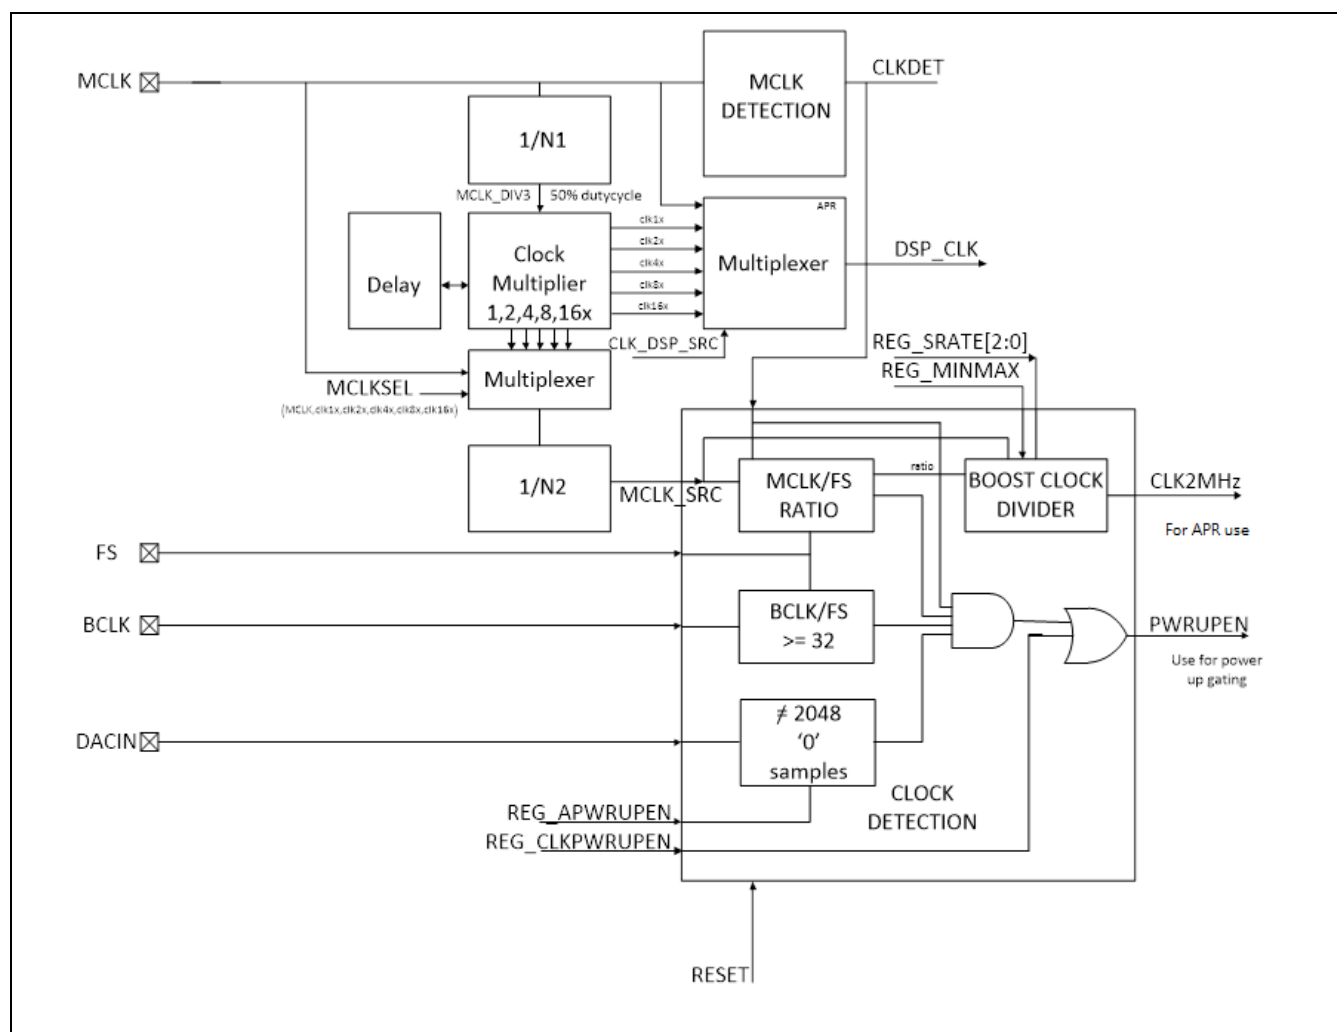 MCLK
MCLK
DETECTION
CLKDET
1/N1
MCLK_DIV3
50% dutycycle
APR
clk1x
clk2x
clk4x
clk8x
clk16x
Delay
Clock
Multiplier
1,2,4,8,16x
Multiplexer
DSP_CLK
CLK_DSP_SRC
REG_SRATE[2:0]
REG_MINMAX
Multiplexer
MCLKSEL
(MCLK,clk1x,clk2x,clk4x,clk8x,clk16x)
1/N2
MCLK_SRC
MCLK/FS
RATIO
ratio
BOOST CLOCK
DIVIDER
CLK2MHz
For APR use
FS
BCLK
BCLK/FS
>= 32
PWRUPEN
Use for power
up gating
DACIN
≠ 2048
‘0’
samples
CLOCK
DETECTION
REG_APWRUPEN
REG_CLKPWRUPEN
RESET